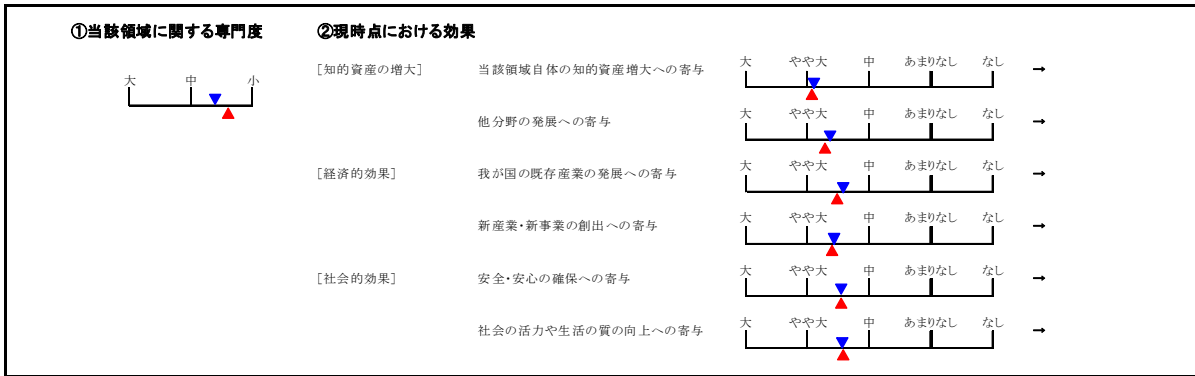 ①当該領域に関する専門度 ②現時点における効果
大 中 小
[知的資産の増大] 当該領域自体の知的資産増大への寄与 大 やや大 中 あまりなし なし →
他分野の発展への寄与 大 やや大 中 あまりなし なし →
[経済的効果] 我が国の既存産業の発展への寄与 大 やや大 中 あまりなし なし →
新産業・新事業の創出への寄与 大 やや大 中 あまりなし なし →
[社会的効果] 安全・安心の確保への寄与 大 やや大 中 あまりなし なし →
社会の活力や生活の質の向上への寄与 大 やや大 中 あまりなし なし →